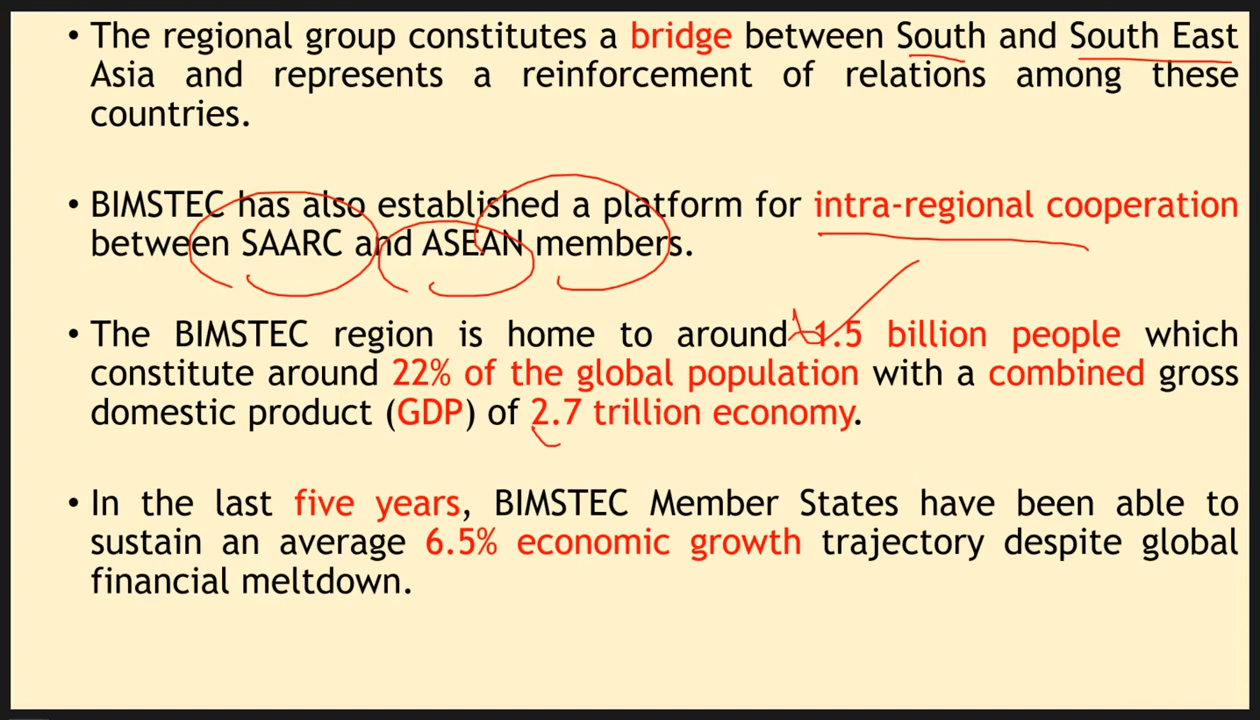 • The regional group constitutes a bridge between South and South East
Asia and represents a reinforcement of relations among these
countries.
• BIMSTEC has also established a platform for intra-regional cooperation
between SAARC and ASEAN members.
• The BIMSTEC region is home to around 1.5 billion people which
constitute around 22% of the global population with a combined gross
domestic product (GDP) of 2.7 trillion economy.
• In the last five years, BIMSTEC Member States have been able to
sustain an average 6.5% economic growth trajectory despite global
financial meltdown.